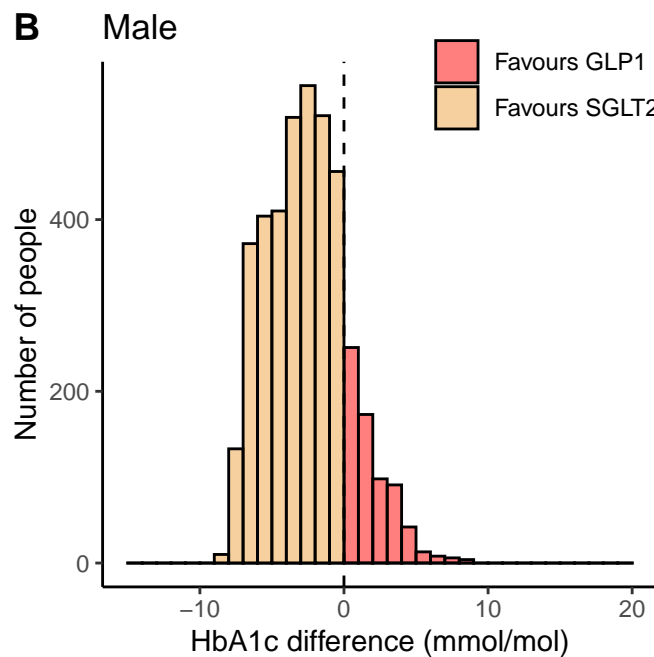 B Male
Favours GLP1
Favours SGLT2
Number of people
400
200
0
−10 0 10 20
HbA1c difference (mmol/mol)